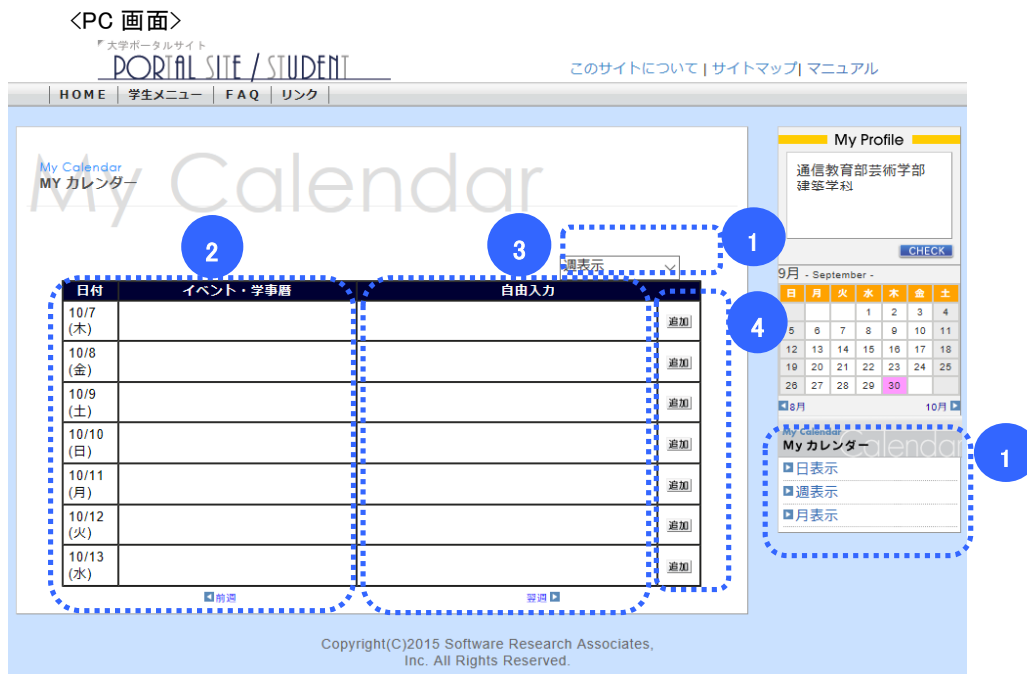 <PC 画面>
『大学ポータルサイト
PORTAL SITE / STUDENT
このサイトについて | サイトマップ| マニュアル
HOME | 学生メニュー | FAQ | リンク |
My Calendar
My Calendar
MY カレンダー
1
週表示
2
3
4
日付 イベント・学事暦 自由入力
10/7
(木)
追加
10/8
(金)
追加
10/9
(土)
追加
10/10
(日)
追加
10/11
(月)
追加
10/12
(火)
追加
10/13
(水)
追加
前週 翌週
My Profile
通信教育部芸術学部
建築学科
CHECK
9月 - September -
日 月 火 水 木 金 土
1 2 3 4
5 6 7 8 9 10 11
12 13 14 15 16 17 18
19 20 21 22 23 24 25
26 27 28 29 30
8月 10月
My Calendar
My カレンダー
Calendar
日表示
週表示
月表示
1
Copyright(C)2015 Software Research Associates,
Inc. All Rights Reserved.